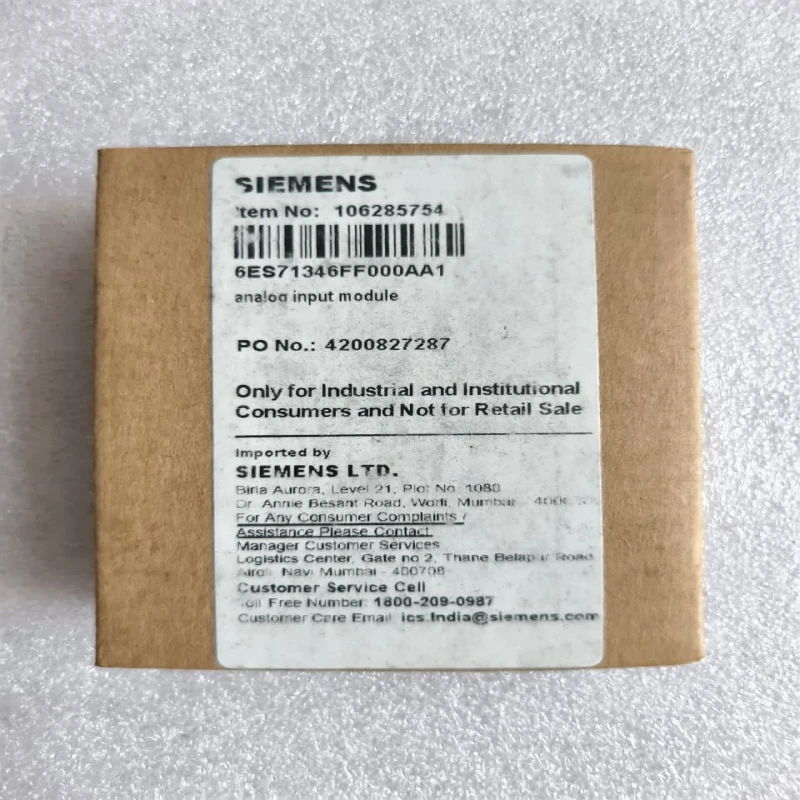 SIEMENS
Item No: 106285754
6ES71346FF000AA1
analog input module
PO No.: 4200827287
Only for Industrial and Institutional
Consumers and Not for Retail Sale
Imported by
SIEMENS LTD.
Birla Aurora, Level 21, Plot No. 1080
Dr. Annie Besant Road, Worli, Mumbai -
For Any Consumer Complaints /
Assistance Please Contact
Manager Customer Services
Logistics Center, Gate no 2, Thane Belapur Road
Airoli Navi Mumbai - 400708
Customer Service Cell
Toll Free Number: 1800-209-0987
Customer Care Email ics.India@siemens.com